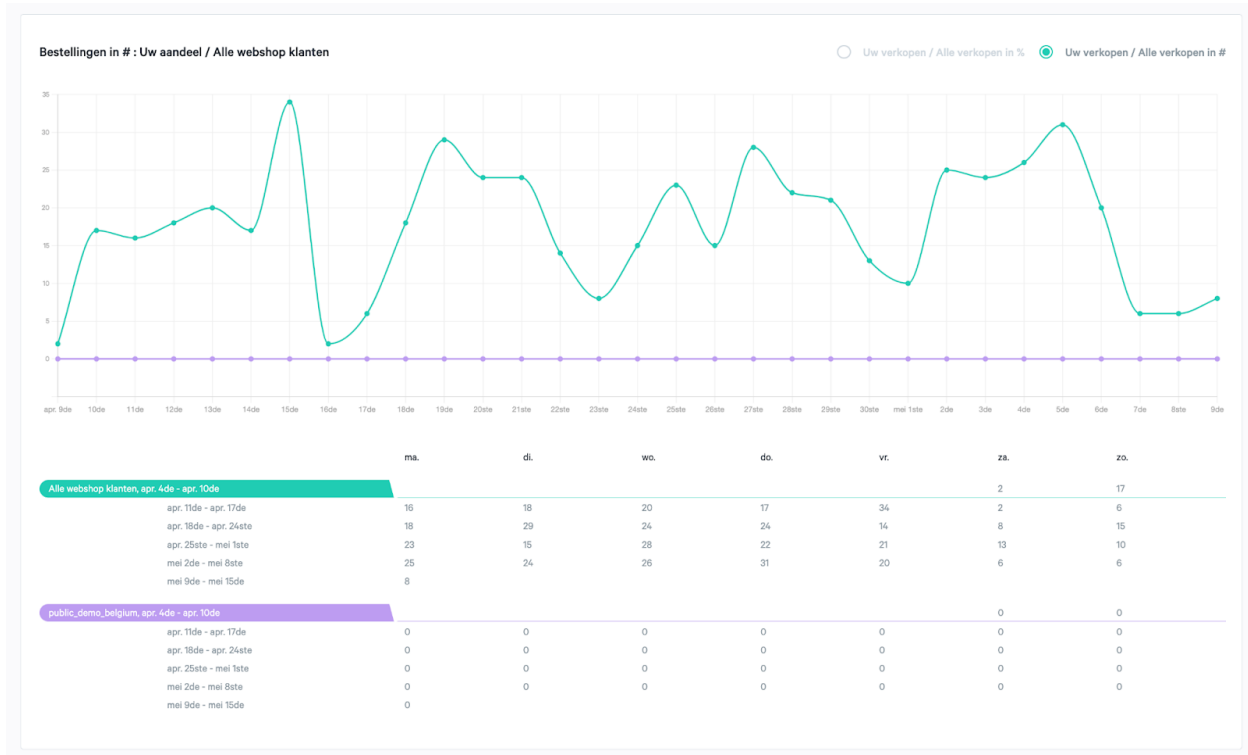 Bestellingen in # : Uw aandeel / Alle webshop klanten
Uw verkopen / Alle verkopen in % Uw verkopen / Alle verkopen in #
35
30
25
20
15
10
5
0
apr. 9de 10de 11de 12de 13de 14de 15de 16de 17de 18de 19de 20ste 21ste 22ste 23ste 24ste 25ste 26ste 27ste 28ste 29ste 30ste mei 1ste 2de 3de 4de 5de 6de 7de 8ste 9de
ma. di. wo. do. vr. za. zo.
Alle webshop klanten, apr. 4de - apr. 10de 2 17
apr. 11de - apr. 17de 16 18 20 17 34 2 6
apr. 18de - apr. 24ste 18 29 24 24 14 8 15
apr. 25ste - mei 1ste 23 15 28 22 21 13 10
mei 2de - mei 8ste 25 24 26 31 20 6 6
mei 9de - mei 15de 8
public_demo_belgium, apr. 4de - apr. 10de 0 0
apr. 11de - apr. 17de 0 0 0 0 0 0 0
apr. 18de - apr. 24ste 0 0 0 0 0 0 0
apr. 25ste - mei 1ste 0 0 0 0 0 0 0
mei 2de - mei 8ste 0 0 0 0 0 0 0
mei 9de - mei 15de 0